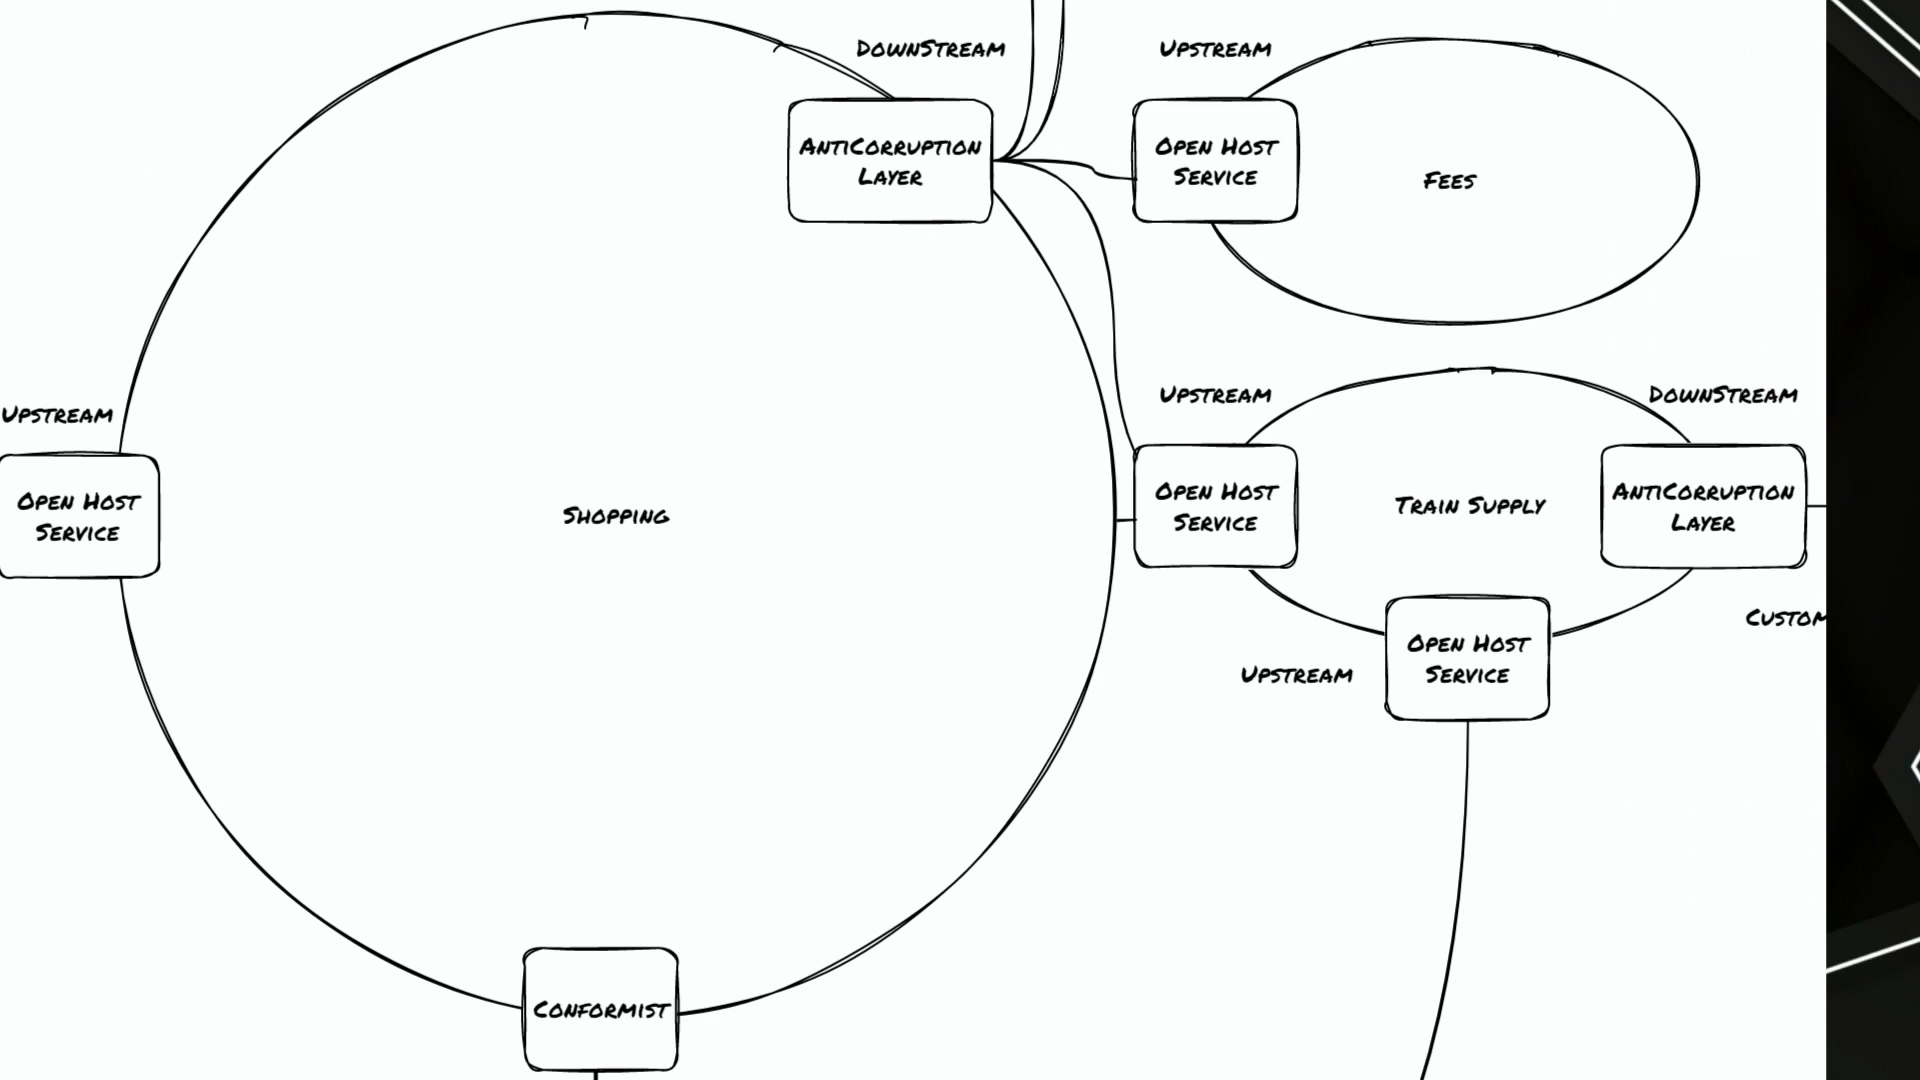 DownStream
Upstream
AntiCorruption
Layer
Open Host
Service
Fees
Upstream
DownStream
Upstream
Open Host
Service
Shopping
Open Host
Service
Train Supply
AntiCorruption
Layer
Custom
Open Host
Service
Upstream
Conformist